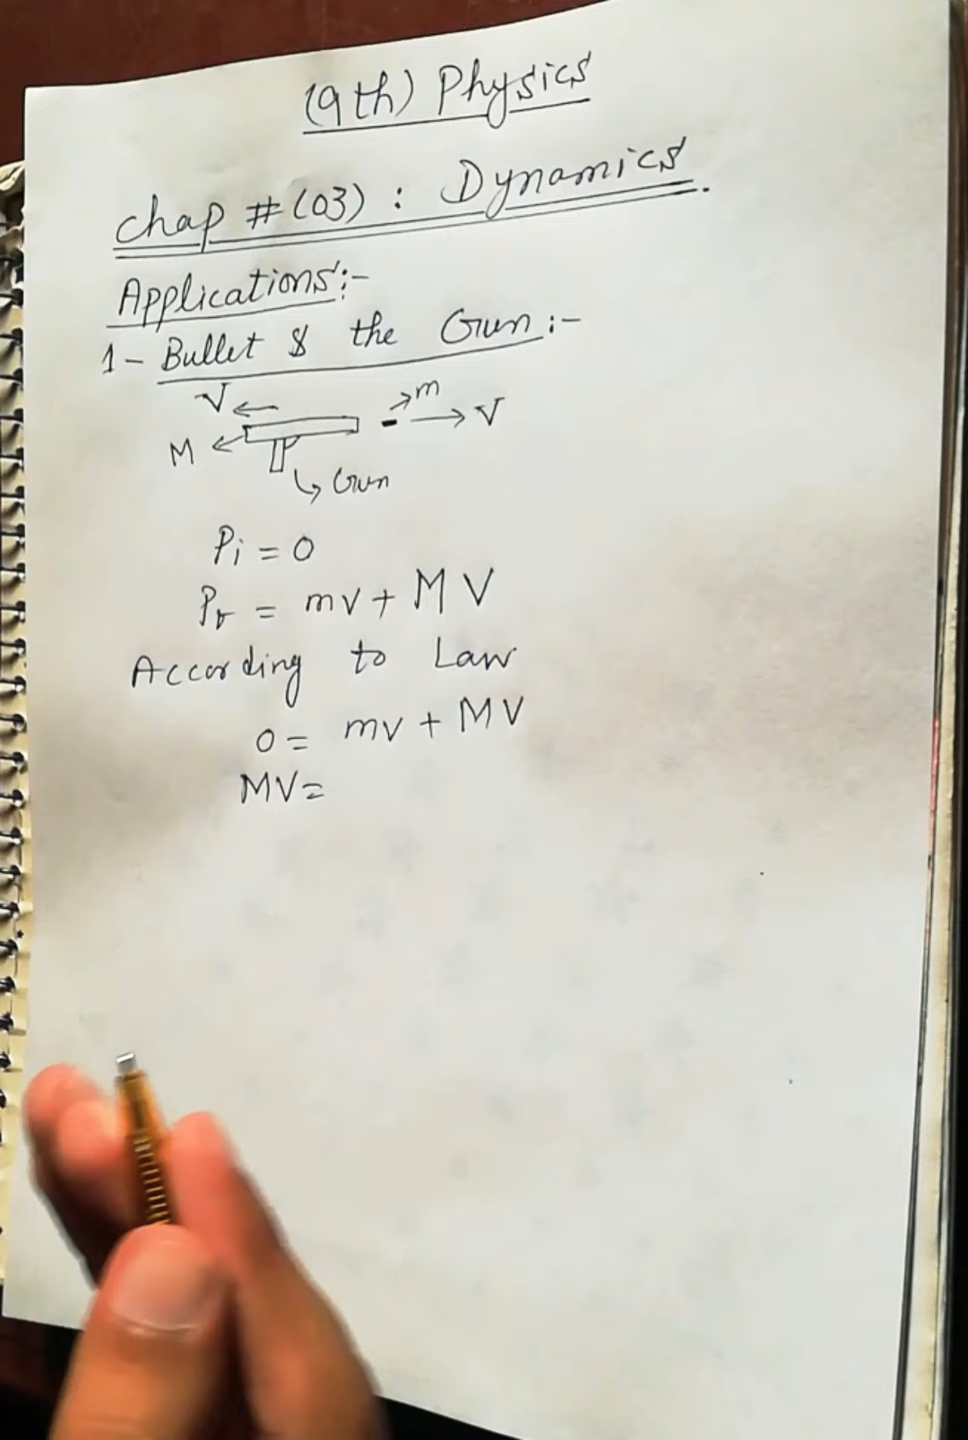 (9th) Physics
Chap # (03) : Dynamics.
Applications:-
1- Bullet & the Gun:-
V m
V
M
Gun
Pi = 0
Pf = mv + MV
According to Law
0 = mv + MV
MV=